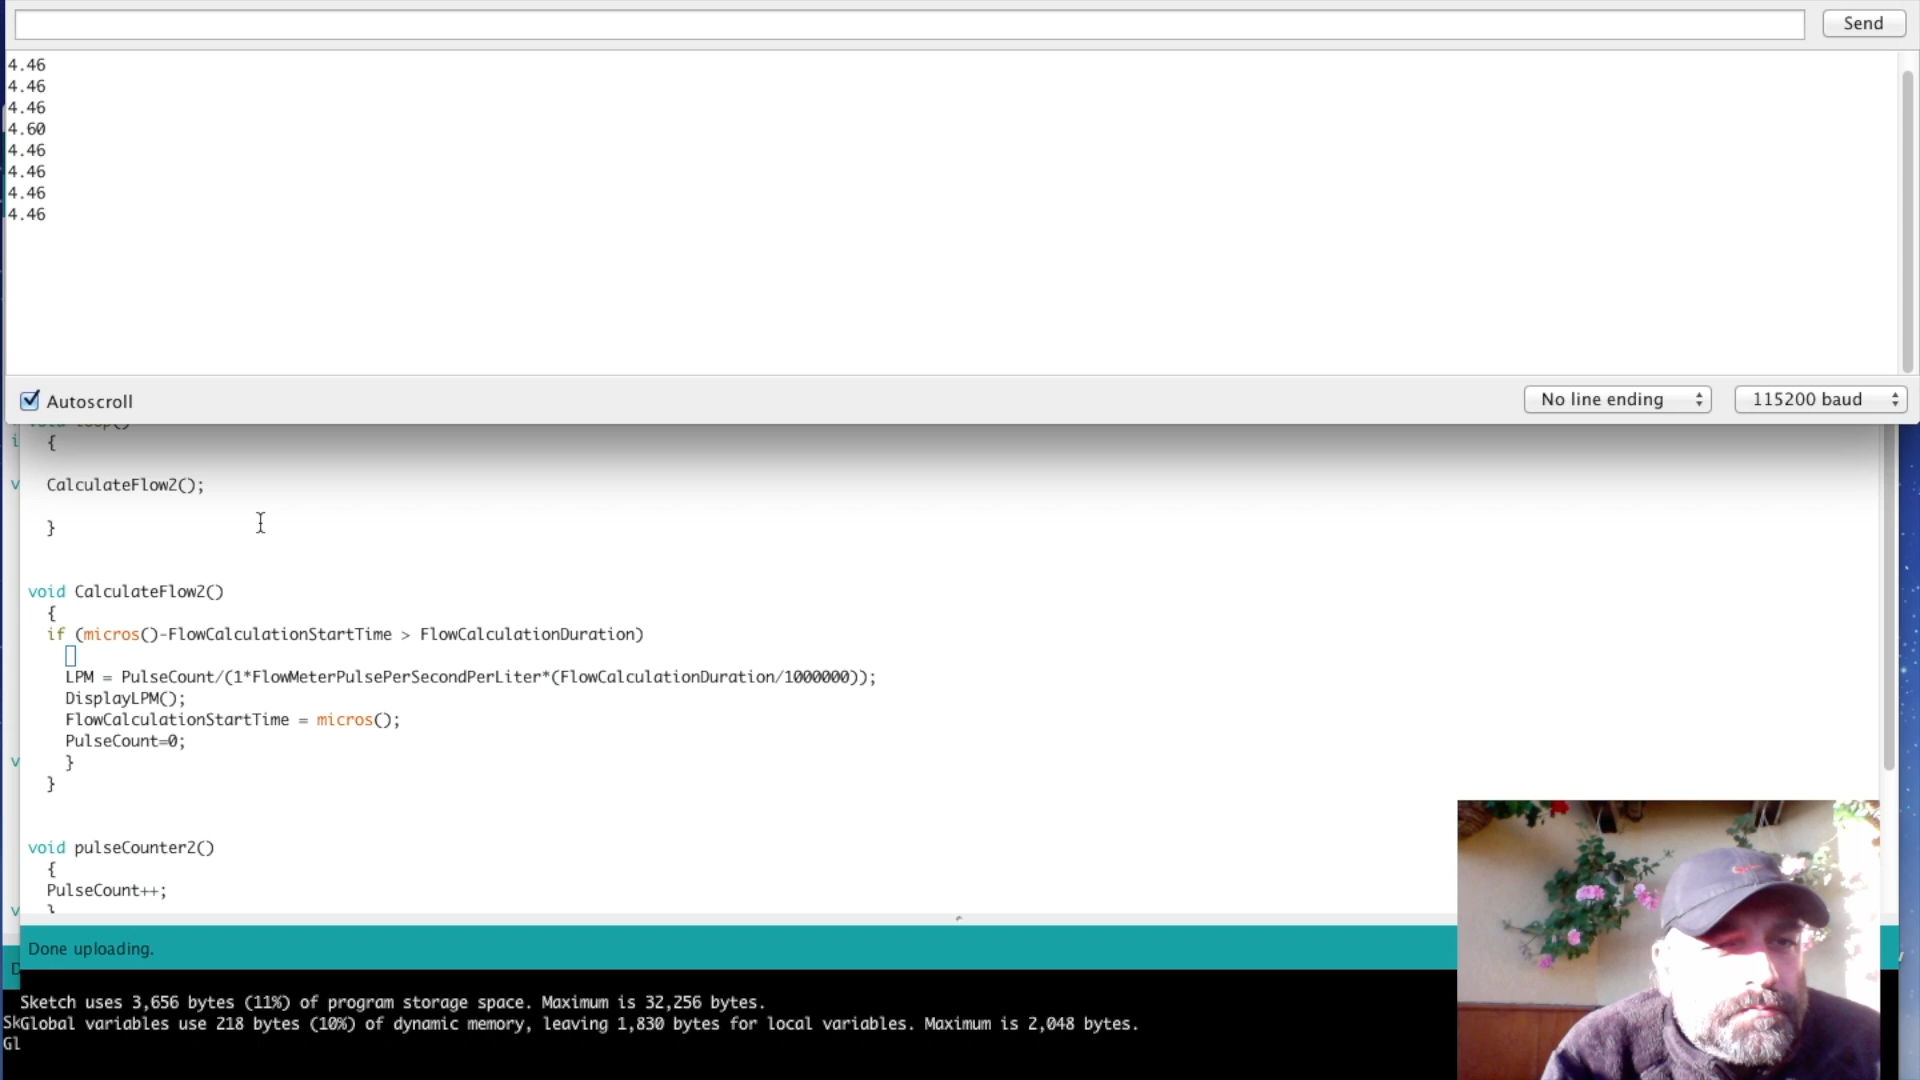 Send
4.46
4.46
4.46
4.60
4.46
4.46
4.46
4.46
Autoscroll
No line ending
115200 baud
void loop()
{
CalculateFlow2();
}
void CalculateFlow2()
{
if (micros()-FlowCalculationStartTime > FlowCalculationDuration)
LPM = PulseCount/(1*FlowMeterPulsePerSecondPerLiter*(FlowCalculationDuration/1000000));
DisplayLPM();
FlowCalculationStartTime = micros();
PulseCount=0;
}
}
void pulseCounter2()
{
PulseCount++;
}
Done uploading.
Sketch uses 3,656 bytes (11%) of program storage space. Maximum is 32,256 bytes.
Sk
Global variables use 218 bytes (10%) of dynamic memory, leaving 1,830 bytes for local variables. Maximum is 2,048 bytes.
Gl